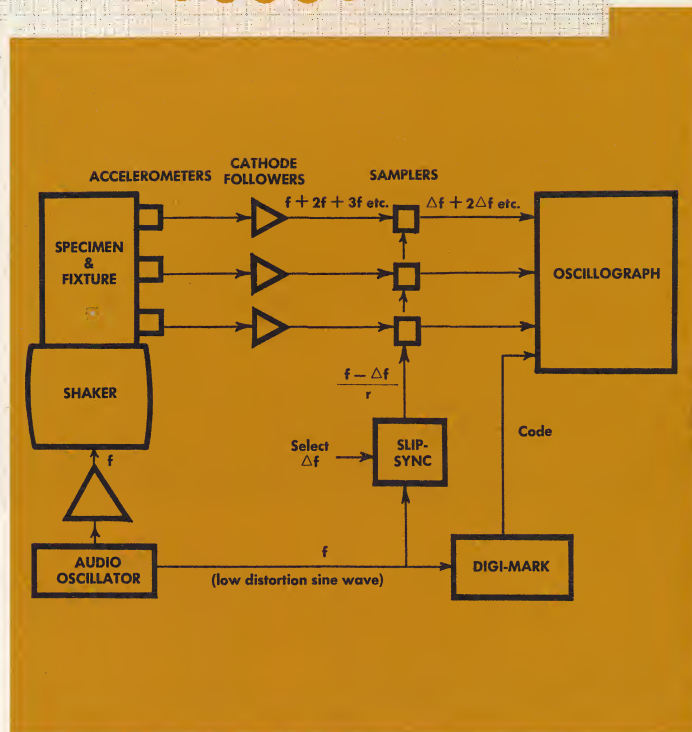 ACCELEROMETERS
CATHODE
FOLLOWERS
SAMPLERS
f + 2f + 3f etc.
△f + 2△f etc.
SPECIMEN
&
FIXTURE
OSCILLOGRAPH
SHAKER
f – △f
r
Select
△f
SLIP-
SYNC
Code
f
AUDIO
OSCILLATOR
f
(low distortion sine wave)
DIGI-MARK